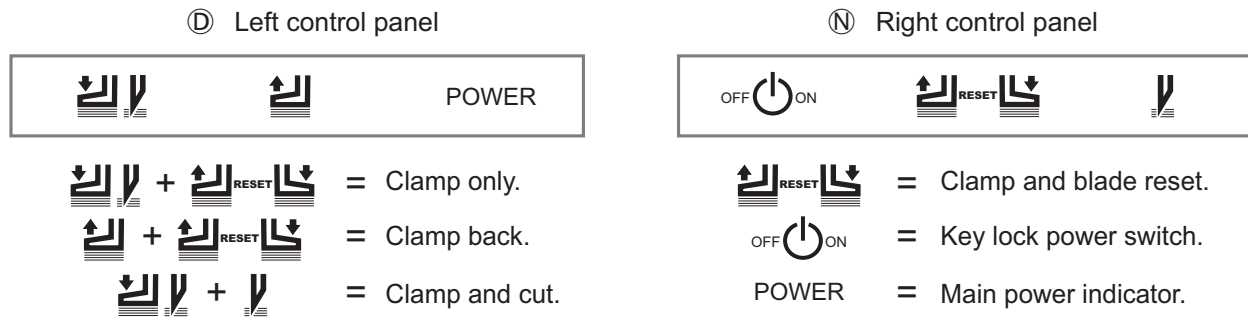 Ⓓ Left control panel
POWER
+ RESET = Clamp only.
+ RESET = Clamp back.
+ = Clamp and cut.
Ⓝ Right control panel
OFF ON RESET
RESET = Clamp and blade reset.
OFF ON = Key lock power switch.
POWER = Main power indicator.